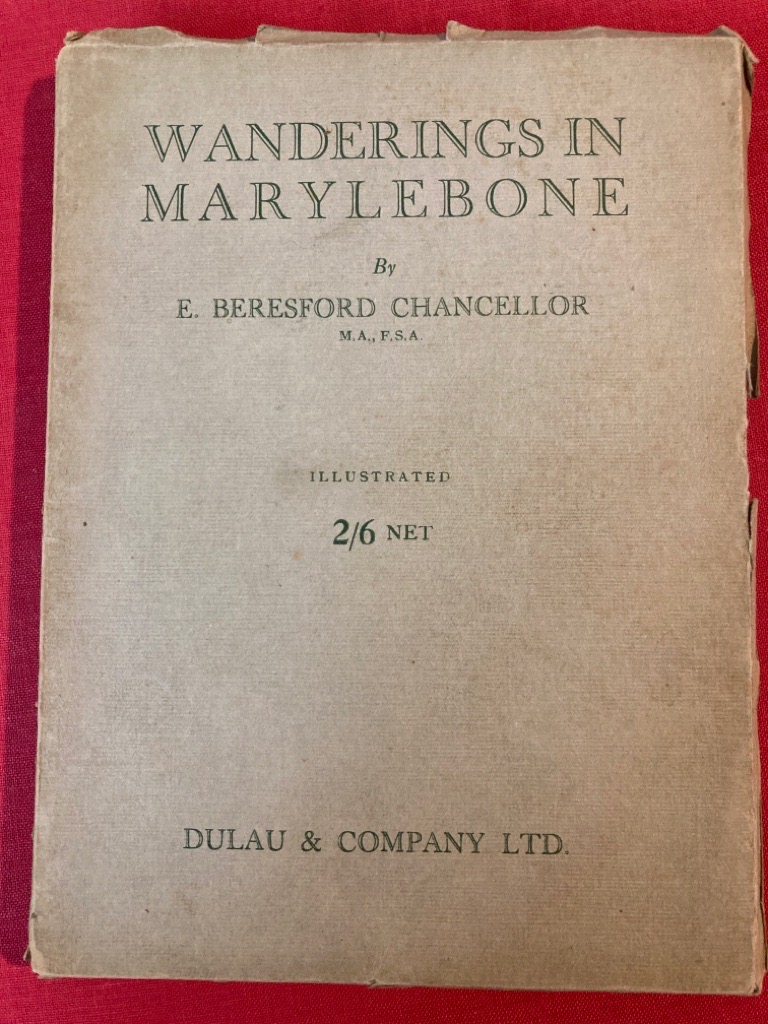 WANDERINGS IN
MARYLEBONE
By
E. BERESFORD CHANCELLOR
M.A., F.S.A.
ILLUSTRATED
2/6 NET
DULAU & COMPANY LTD.